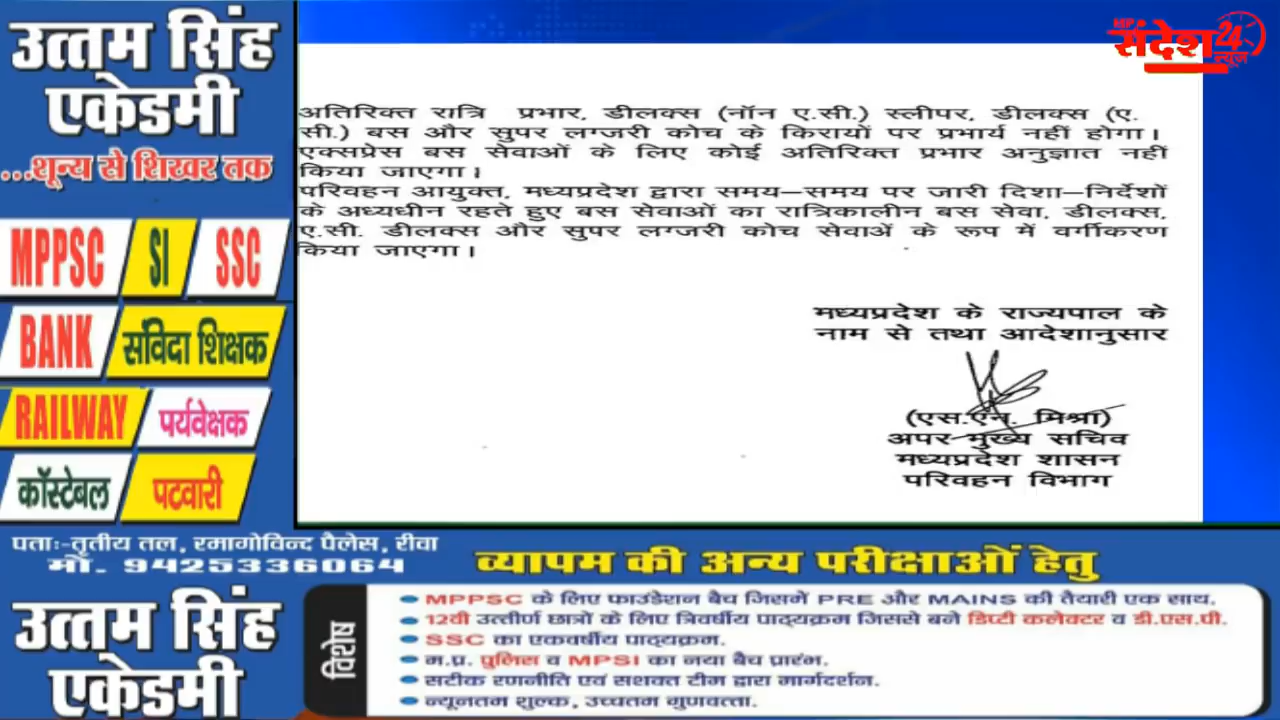 उत्तम सिंह
एकेडमी
...शून्य से शिखर तक
MPPSC SI SSC
BANK संविदा शिक्षक
RAILWAY पर्यवेक्षक
कॉस्टेबल पटवारी
MP
संदेश 24
न्यूज
अतिरिक्त रात्रि प्रभार, डीलक्स (नॉन ए.सी.) स्लीपर, डीलक्स (ए.
सी.) बस और सुपर लग्जरी कोच के किरायों पर प्रभार्य नहीं होगा।
एक्सप्रेस बस सेवाओं के लिए कोई अतिरिक्त प्रभार अनुज्ञात नहीं
किया जाएगा।
परिवहन आयुक्त, मध्यप्रदेश द्वारा समय–समय पर जारी दिशा–निर्देशों
के अध्यधीन रहते हुए बस सेवाओं का रात्रिकालीन बस सेवा, डीलक्स,
ए.सी. डीलक्स और सुपर लग्जरी कोच सेवाओं के रूप में वर्गीकरण
किया जाएगा।
मध्यप्रदेश के राज्यपाल के
नाम से तथा आदेशानुसार
(एस.एन. मिश्रा)
अपर मुख्य सचिव
मध्यप्रदेश शासन
परिवहन विभाग
पताः-तृतीय तल, रमागोविन्द पैलेस, रीवा
मो. 9425336064
उत्तम सिंह
एकेडमी
व्यापम की अन्य परीक्षाओं हेतु
विशेष
MPPSC के लिए फाउंडेशन बैच जिसमें PRE और MAINS की तैयारी एक साथ.
12वी उत्तीर्ण छात्रों के लिए त्रिवर्षीय पाठ्यक्रम जिससे बने डिप्टी कलेक्टर व डी.एस.पी.
SSC का एकवर्षीय पाठ्यक्रम.
म.प्र. पुलिस व MPSI का नया बैच प्रारंभ.
सटीक रणनीति एवं सशक्त टीम द्वारा मार्गदर्शन.
न्यूनतम शुल्क, उच्चतम गुणवत्ता.